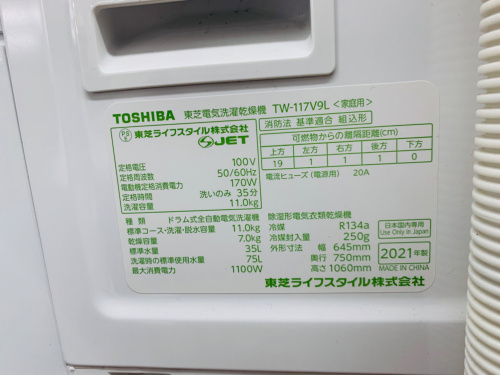 TOSHIBA 東芝電気洗濯乾燥機 TW-117V9L <家庭用>
PS E 東芝ライフスタイル株式会社
S JET
消防法 基準適合 組込形
可燃物からの離隔距離(cm)
上方 左方 右方 後方 下方
19 1 1 1 0
電流ヒューズ (電源用) 20A
定格電圧 100V
定格周波数 50/60Hz
電動機定格消費電力 170W
定格時間 洗いのみ 35分
洗濯容量 11.0kg
種類 ドラム式全自動電気洗濯機
標準コース・洗濯・脱水容量 11.0kg
乾燥容量 7.0kg
標準水量 35L
洗濯時の標準使用水量 75L
最大消費電力 1100W
除湿形電気衣類乾燥機
冷媒 R134a
冷媒封入量 250g
外形寸法 幅 645mm
奥行 750mm
高さ 1060mm
日本国内専用
Use Only in Japan
2021年製
MADE IN CHINA
東芝ライフスタイル株式会社